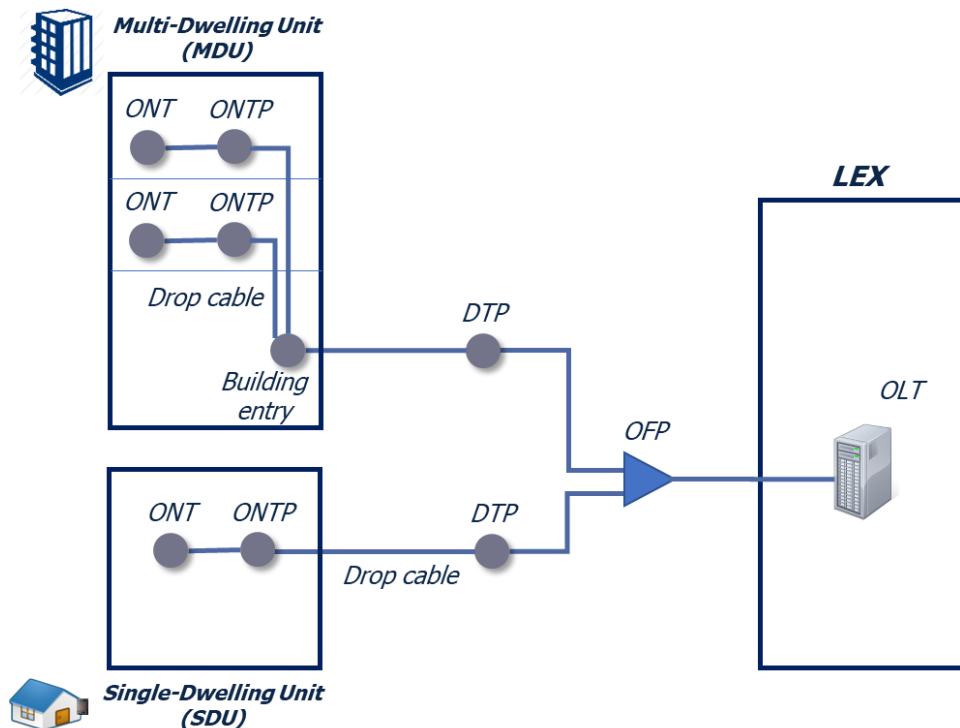 Multi-Dwelling Unit
(MDU)
ONT ONTP
ONT ONTP
Drop cable
Building
entry
DTP
LEX
OLT
OFP
ONT ONTP
DTP
Drop cable
Single-Dwelling Unit
(SDU)